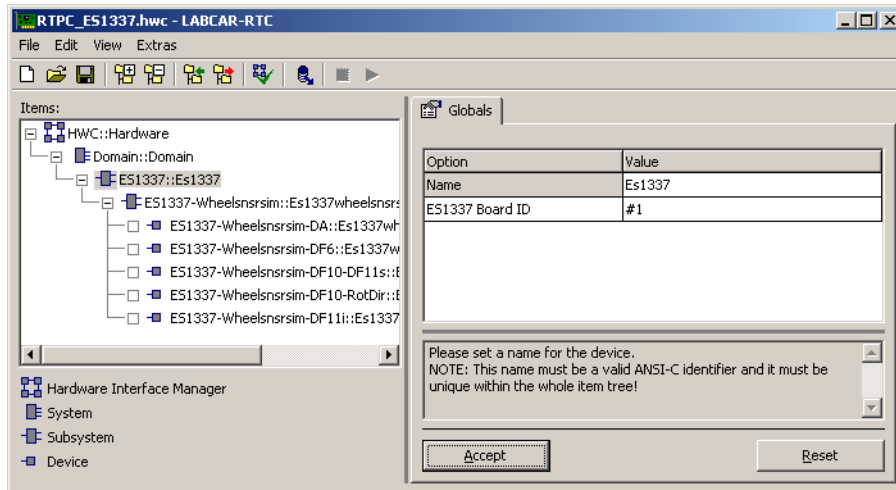 RTPC_ES1337.hwc - LABCAR-RTC
File Edit View Extras
Items:
HWC::Hardware
Domain::Domain
ES1337::Es1337
ES1337-Wheelsnsrsim::Es1337wheelsnsrs
ES1337-Wheelsnsrsim-DA::Es1337wh
ES1337-Wheelsnsrsim-DF6::Es1337w
ES1337-Wheelsnsrsim-DF10-DF11s::E
ES1337-Wheelsnsrsim-DF10-RotDir::E
ES1337-Wheelsnsrsim-DF11i::Es1337
Hardware Interface Manager
System
Subsystem
Device
Globals
Option Value
Name Es1337
ES1337 Board ID #1
Please set a name for the device.
NOTE: This name must be a valid ANSI-C identifier and it must be
unique within the whole item tree!
Accept Reset